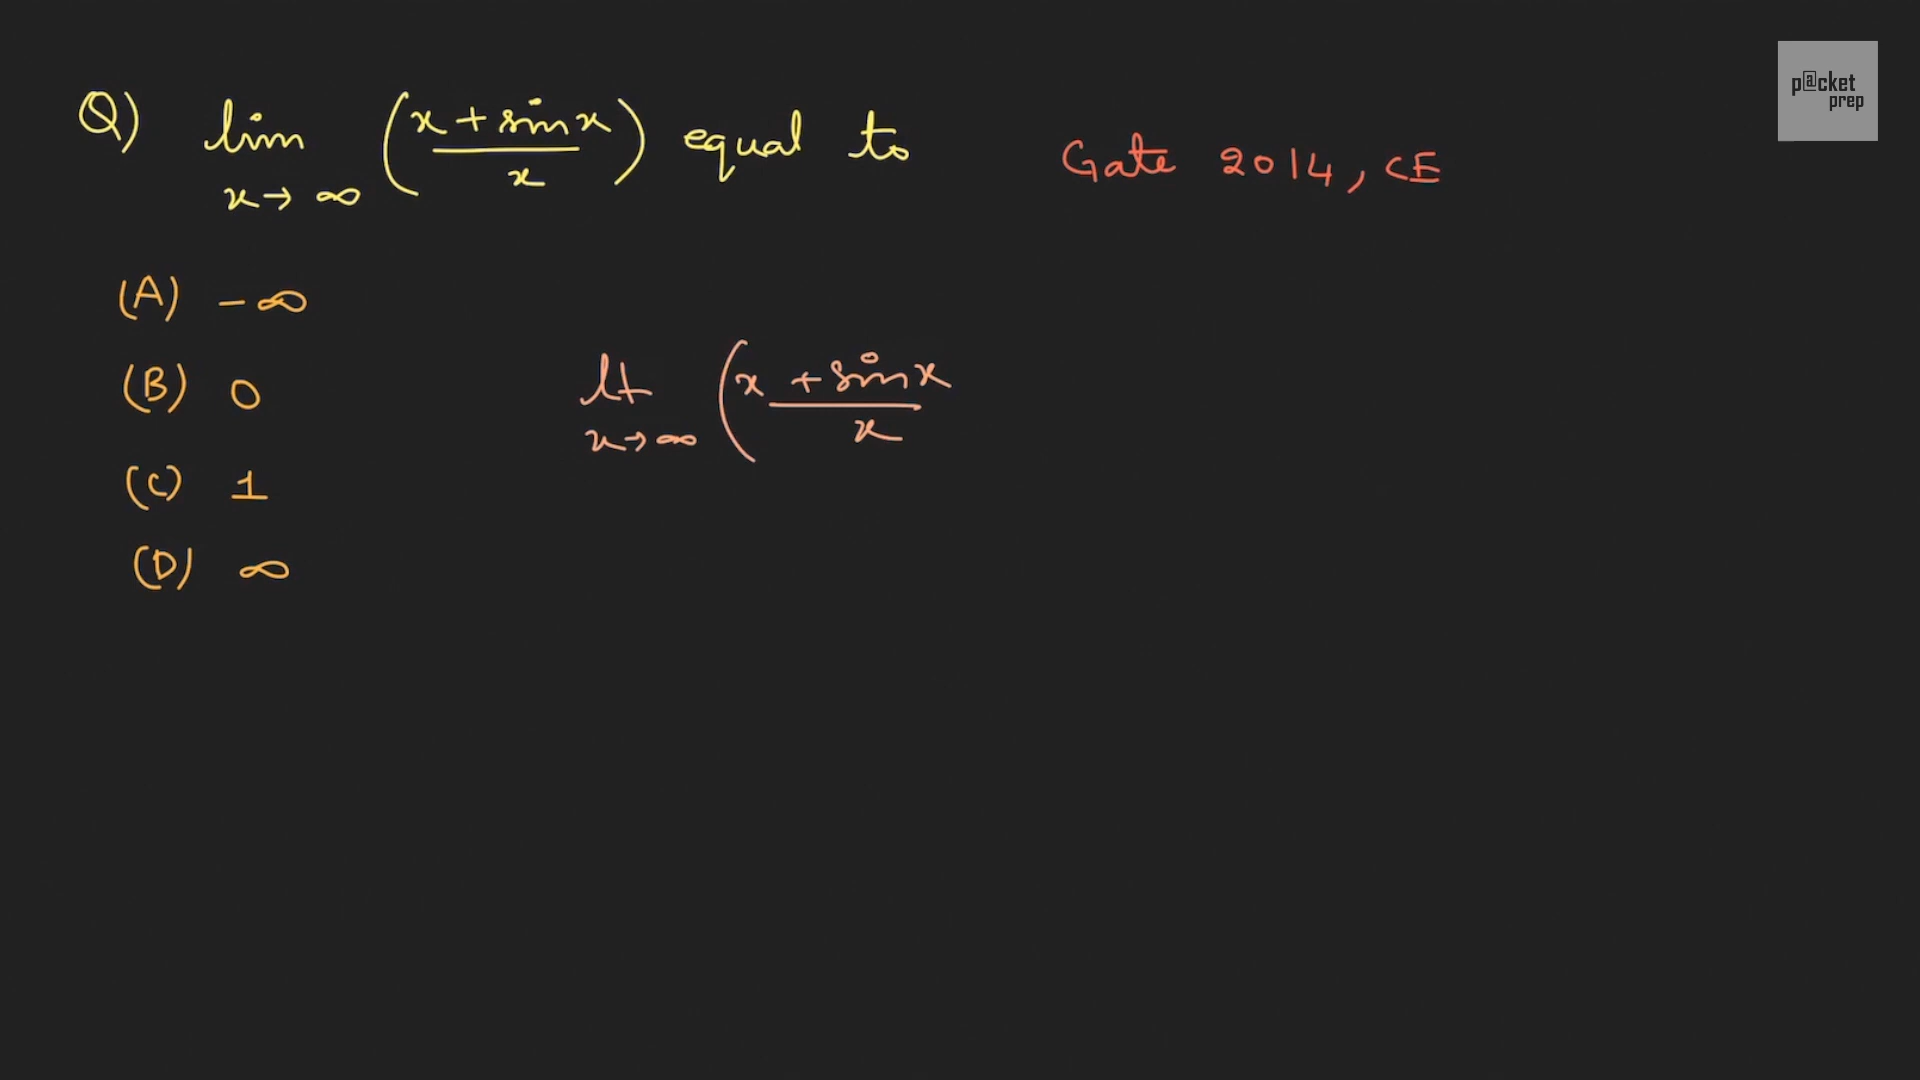 Q) lim x→∞ (x + sin x / x) equal to
Gate 2014, CE
p@cket
prep
(A) -∞
(B) 0
(C) 1
(D) ∞
lt x→∞ (x + sin x / x